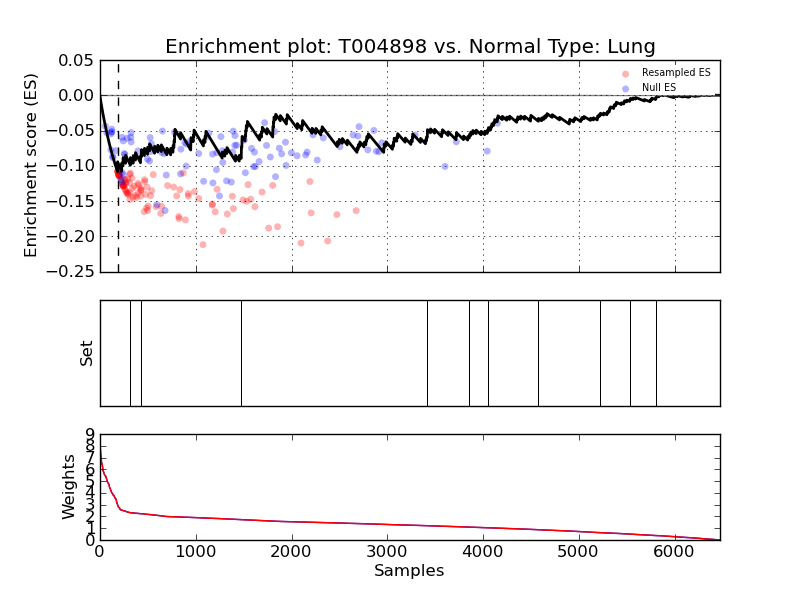 Enrichment plot: T004898 vs. Normal Type: Lung
Enrichment score (ES)
0.05
0.00
−0.05
−0.10
−0.15
−0.20
−0.25
Resampled ES
Null ES
Set
Weights
9
8
7
6
5
4
3
2
1
0
0 1000 2000 3000 4000 5000 6000
Samples